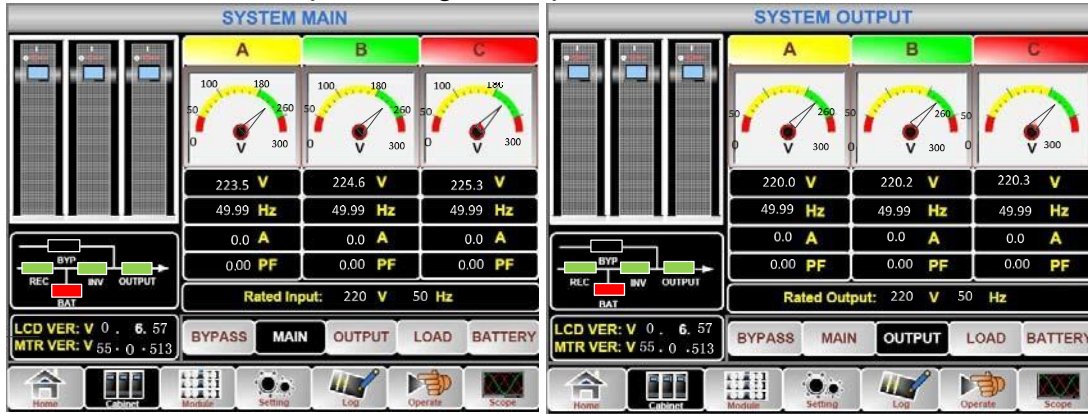 SYSTEM MAIN
A B C
100 180
50 260
0 V 300
100 180
50 260
0 V 300
100
50 260
0 V 300
223.5 V 224.6 V 225.3 V
49.99 Hz 49.99 Hz 49.99 Hz
0.0 A 0.0 A 0.0 A
0.00 PF 0.00 PF 0.00 PF
Rated Input: 220 V 50 Hz
BYP
REC INV OUTPUT
BAT
LCD VER: V 0 . 6. 57
MTR VER: V 55 . 0 .513
BYPASS MAIN OUTPUT LOAD BATTERY
Home Cabinet Module Setting Log Operate Scope
SYSTEM OUTPUT
A B C
50 260
0 V 300
50 260
0 V 300
50
0 V 300
220.0 V 220.2 V 220.3 V
49.99 Hz 49.99 Hz 49.99 Hz
0.0 A 0.0 A 0.0 A
0.00 PF 0.00 PF 0.00 PF
Rated Output: 220 V 50 Hz
BYP
REC INV OUTPUT
BAT
LCD VER: V 0 . 6. 57
MTR VER: V 55 . 0 .513
BYPASS MAIN OUTPUT LOAD BATTERY
Home Cabinet Module Setting Log Operate Scope